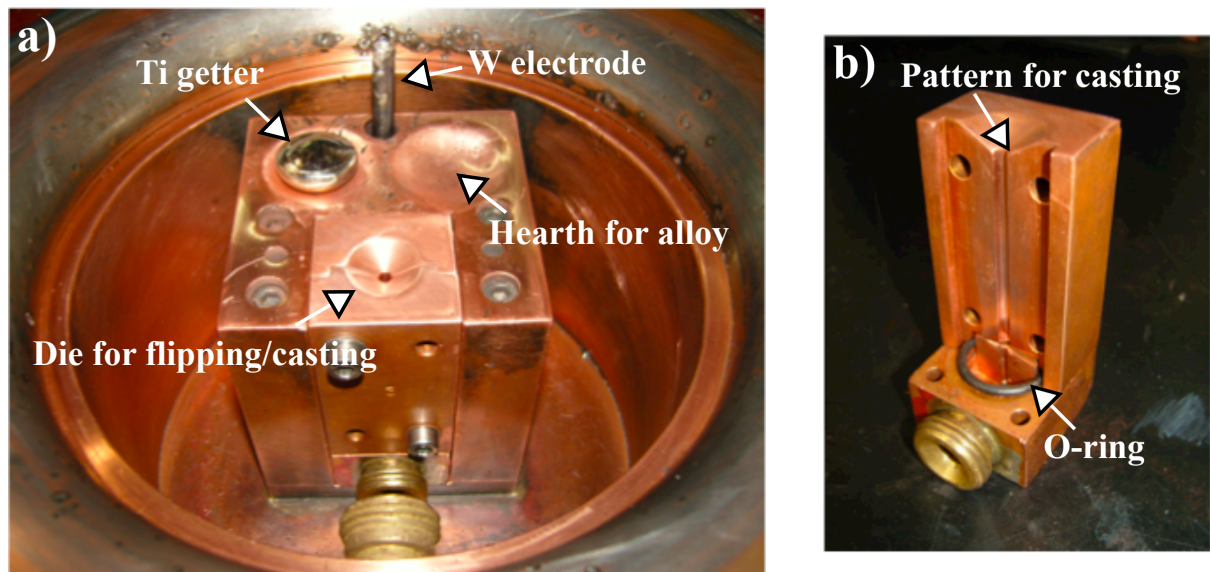 a)
Ti getter
W electrode
Hearth for alloy
Die for flipping/casting
b)
Pattern for casting
O-ring